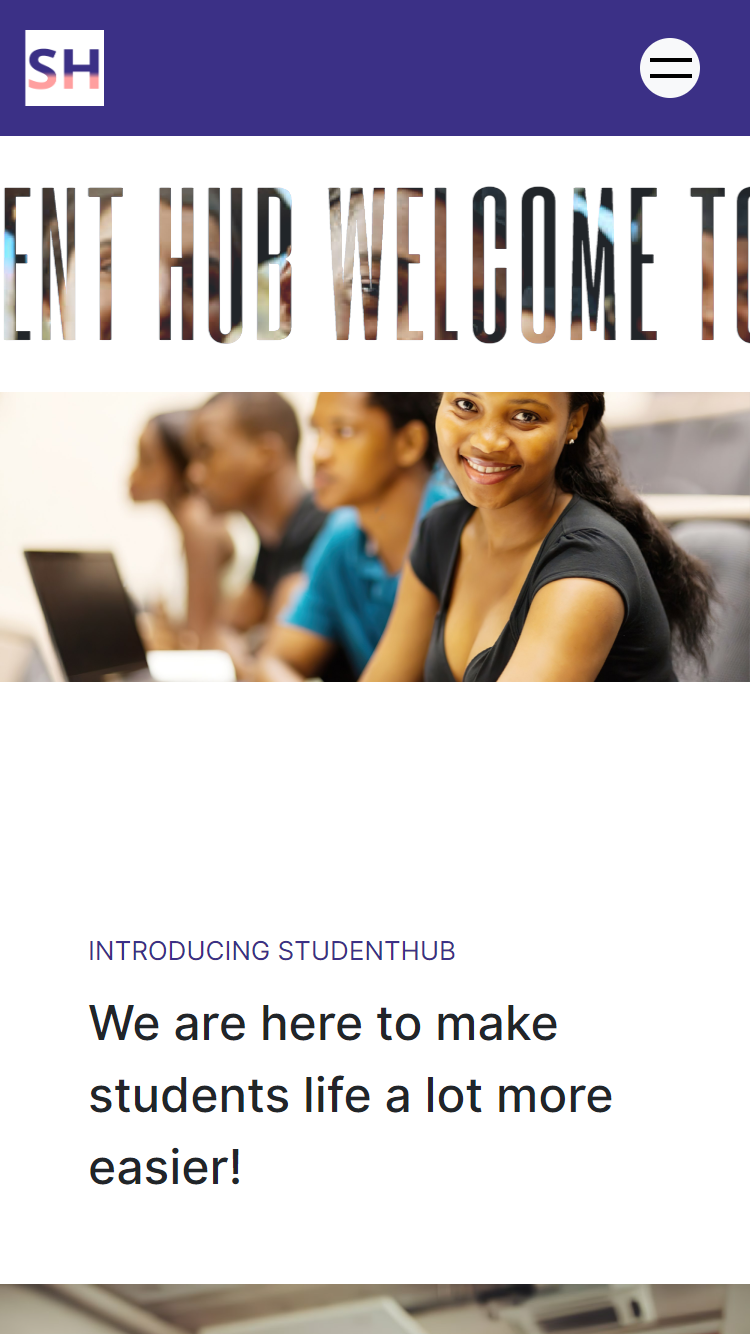 SH
ENT HUB WELCOME TO
INTRODUCING STUDENTHUB
We are here to make
students life a lot more
easier!